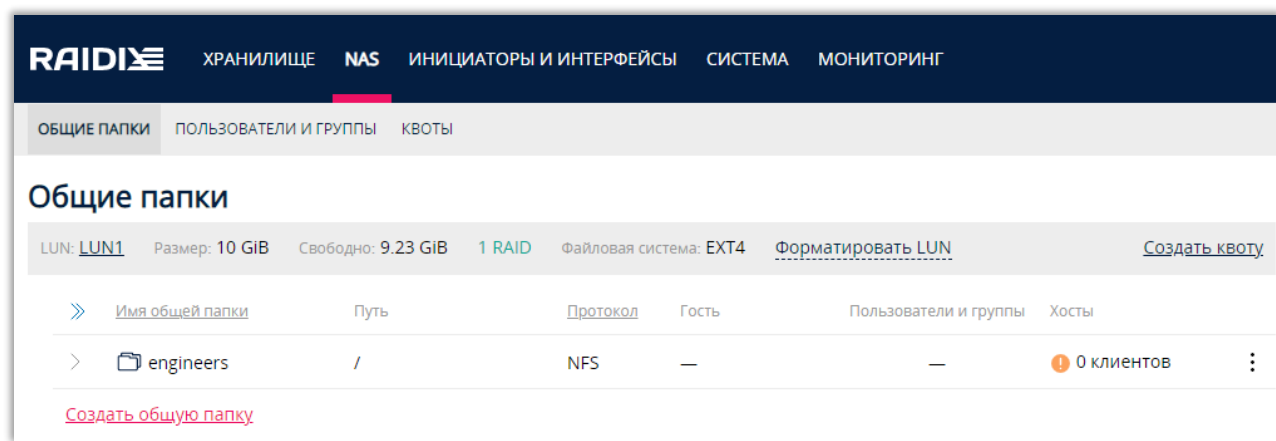 RAIDIX ХРАНИЛИЩЕ NAS ИНИЦИАТОРЫ И ИНТЕРФЕЙСЫ СИСТЕМА МОНИТОРИНГ
ОБЩИЕ ПАПКИ ПОЛЬЗОВАТЕЛИ И ГРУППЫ КВОТЫ
Общие папки
LUN: LUN1 Размер: 10 GiB Свободно: 9.23 GiB 1 RAID Файловая система: EXT4 Форматировать LUN Создать квоту
Имя общей папки Путь Протокол Гость Пользователи и группы Хосты
engineers / NFS — — 0 клиентов
Создать общую папку